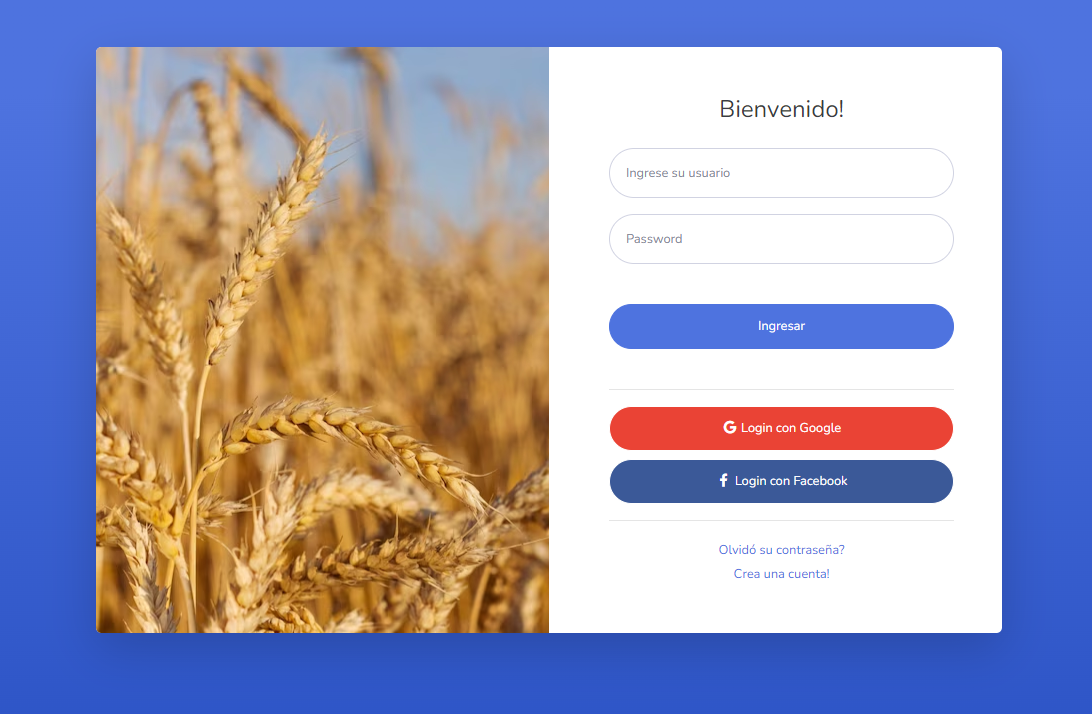 Bienvenido!
Ingrese su usuario
Password
Ingresar
Login con Google
Login con Facebook
Olvidó su contraseña?
Crea una cuenta!